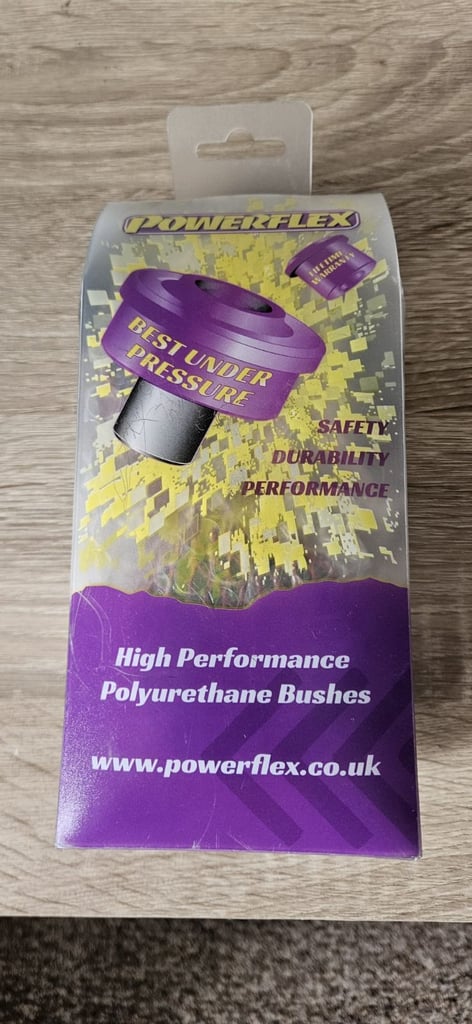 POWERFLEX
LIFETIME
WARRANTY
BEST UNDER
PRESSURE
SAFETY
DURABILITY
PERFORMANCE
High Performance
Polyurethane Bushes
www.powerflex.co.uk